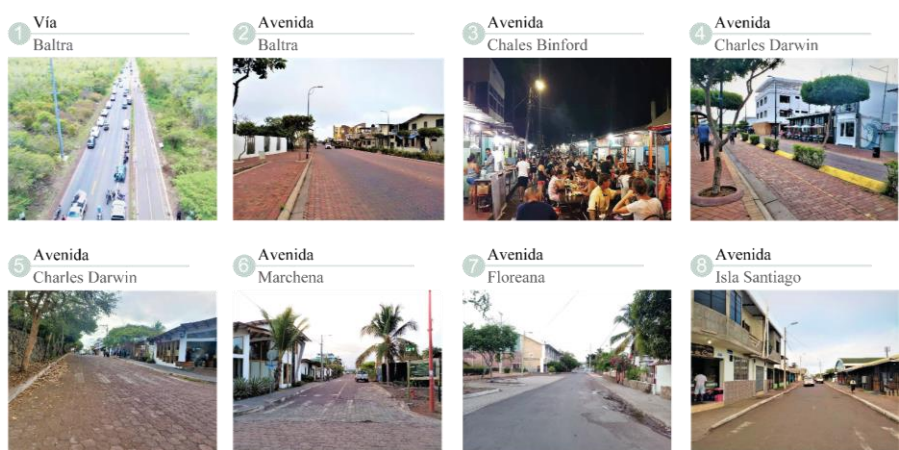 1
Vía
Baltra
2
Avenida
Baltra
3
Avenida
Chales Binford
4
Avenida
Charles Darwin
5
Avenida
Charles Darwin
6
Avenida
Marchena
7
Avenida
Floreana
8
Avenida
Isla Santiago